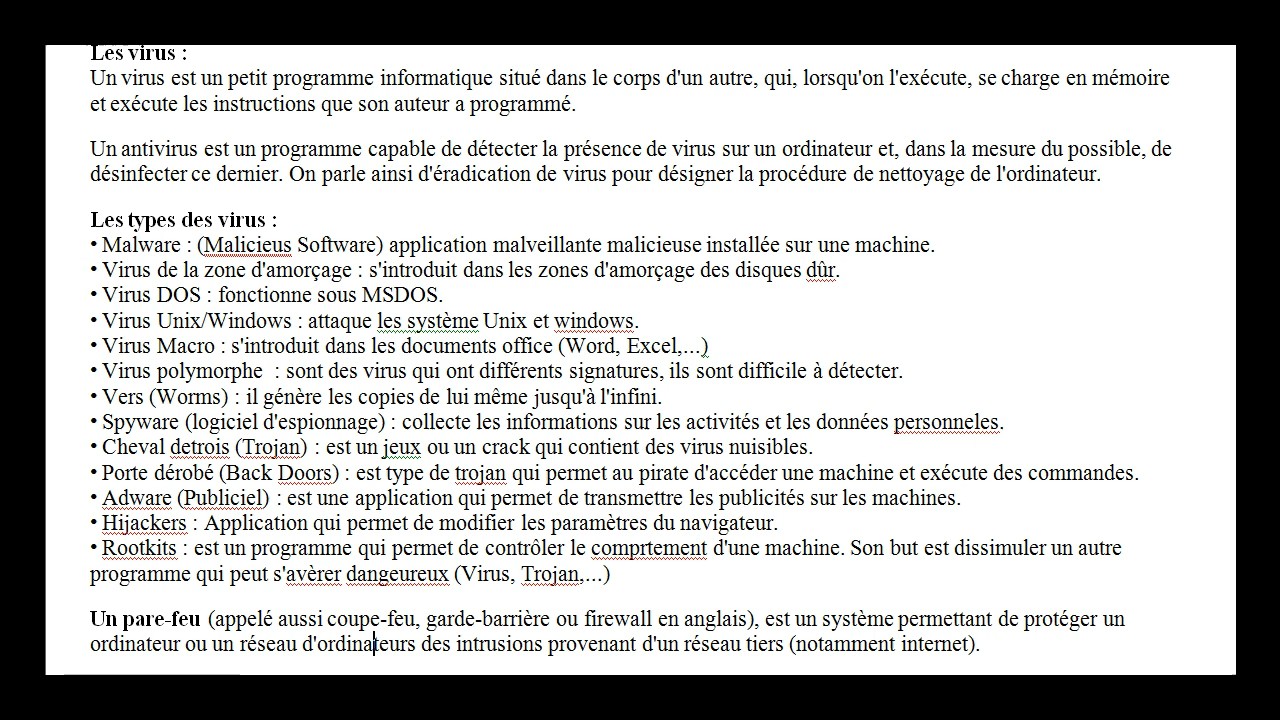 Les virus :
Un virus est un petit programme informatique situé dans le corps d'un autre, qui, lorsqu'on l'exécute, se charge en mémoire
et exécute les instructions que son auteur a programmé.
Un antivirus est un programme capable de détecter la présence de virus sur un ordinateur et, dans la mesure du possible, de
désinfecter ce dernier. On parle ainsi d'éradication de virus pour désigner la procédure de nettoyage de l'ordinateur.
Les types des virus :
• Malware : (Malicieus Software) application malveillante malicieuse installée sur une machine.
• Virus de la zone d'amorçage : s'introduit dans les zones d'amorçage des disques dûr.
• Virus DOS : fonctionne sous MSDOS.
• Virus Unix/Windows : attaque les système Unix et windows.
• Virus Macro : s'introduit dans les documents office (Word, Excel,...)
• Virus polymorphe  : sont des virus qui ont différents signatures, ils sont difficile à détecter.
• Vers (Worms) : il génère les copies de lui même jusqu'à l'infini.
• Spyware (logiciel d'espionnage) : collecte les informations sur les activités et les données personneles.
• Cheval detrois (Trojan) : est un jeux ou un crack qui contient des virus nuisibles.
• Porte dérobé (Back Doors) : est type de trojan qui permet au pirate d'accéder une machine et exécute des commandes.
• Adware (Publiciel) : est une application qui permet de transmettre les publicités sur les machines.
• Hijackers : Application qui permet de modifier les paramètres du navigateur.
• Rootkits : est un programme qui permet de contrôler le comprtement d'une machine. Son but est dissimuler un autre
programme qui peut s'avèrer dangeureux (Virus, Trojan,...)
Un pare-feu (appelé aussi coupe-feu, garde-barrière ou firewall en anglais), est un système permettant de protéger un
ordinateur ou un réseau d'ordinateurs des intrusions provenant d'un réseau tiers (notamment internet).